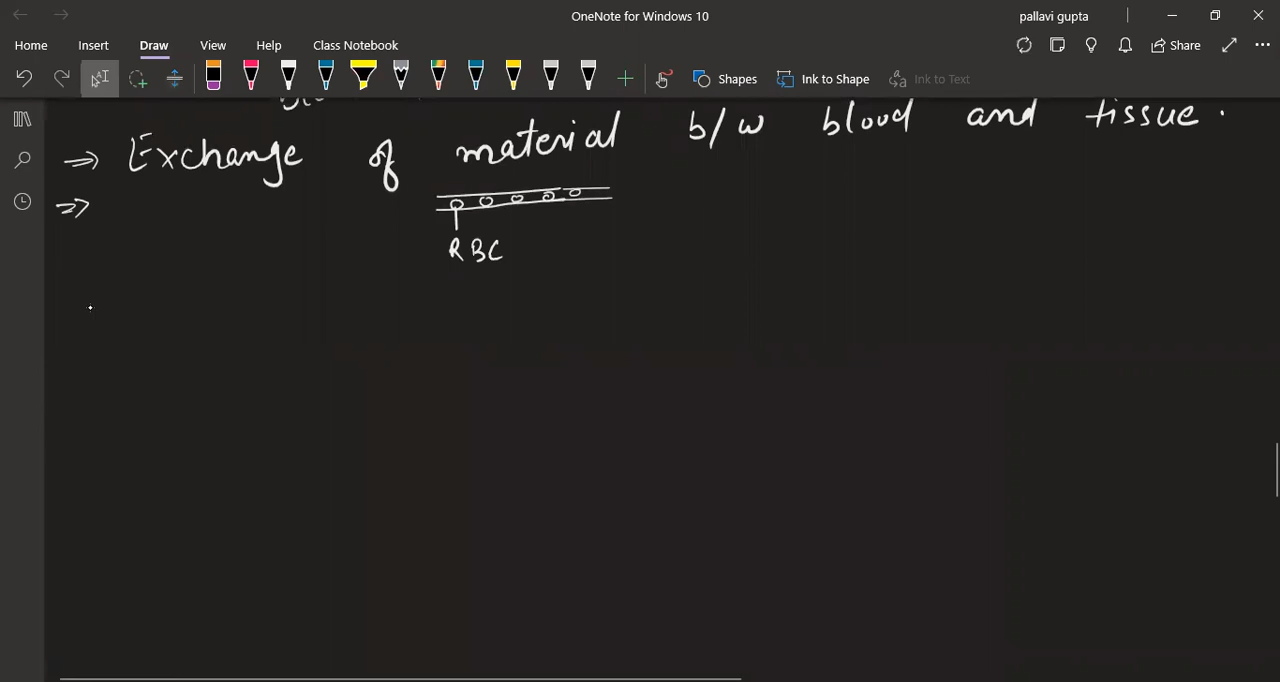 OneNote for Windows 10
pallavi gupta
Home Insert Draw View Help Class Notebook
Share
Shapes Ink to Shape Ink to Text
⇒ Exchange of material b/w blood and tissue.
⇒
RBC